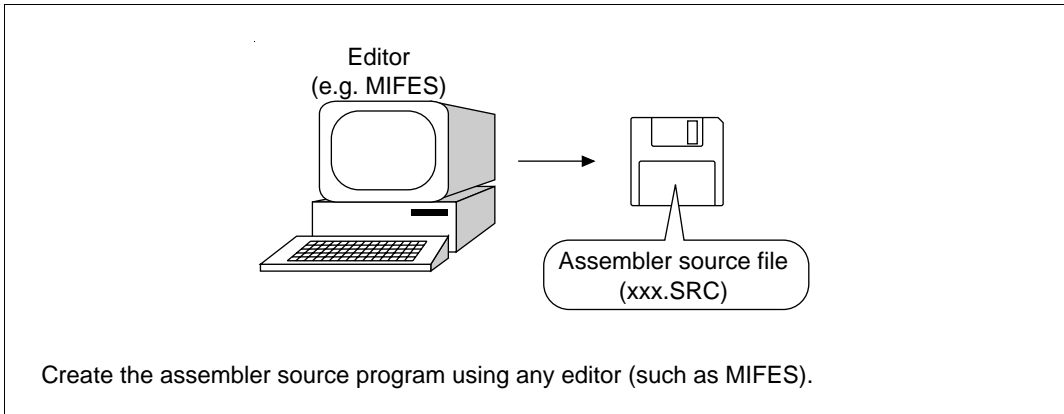 Editor
(e.g. MIFES)
Assembler source file
(xxx.SRC)
Create the assembler source program using any editor (such as MIFES).